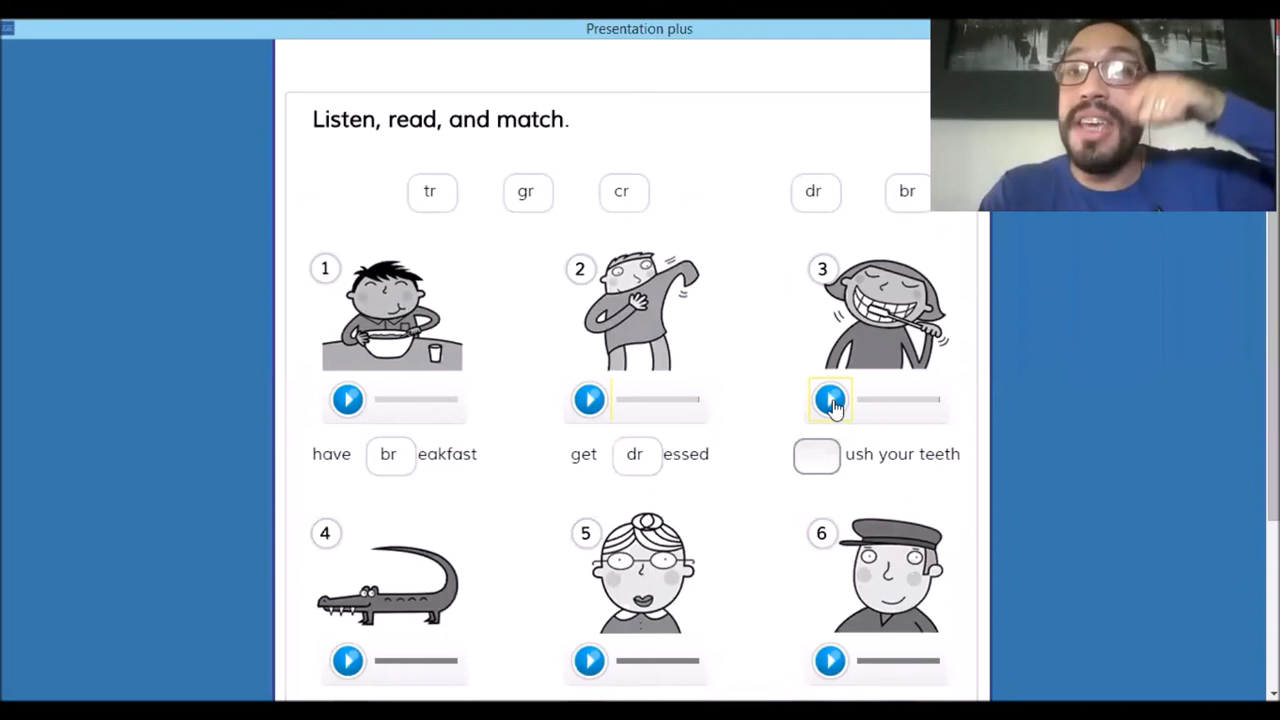 Presentation plus
Listen, read, and match.
tr gr cr dr br
1 2 3
have br eakfast get dr essed ush your teeth
4 5 6